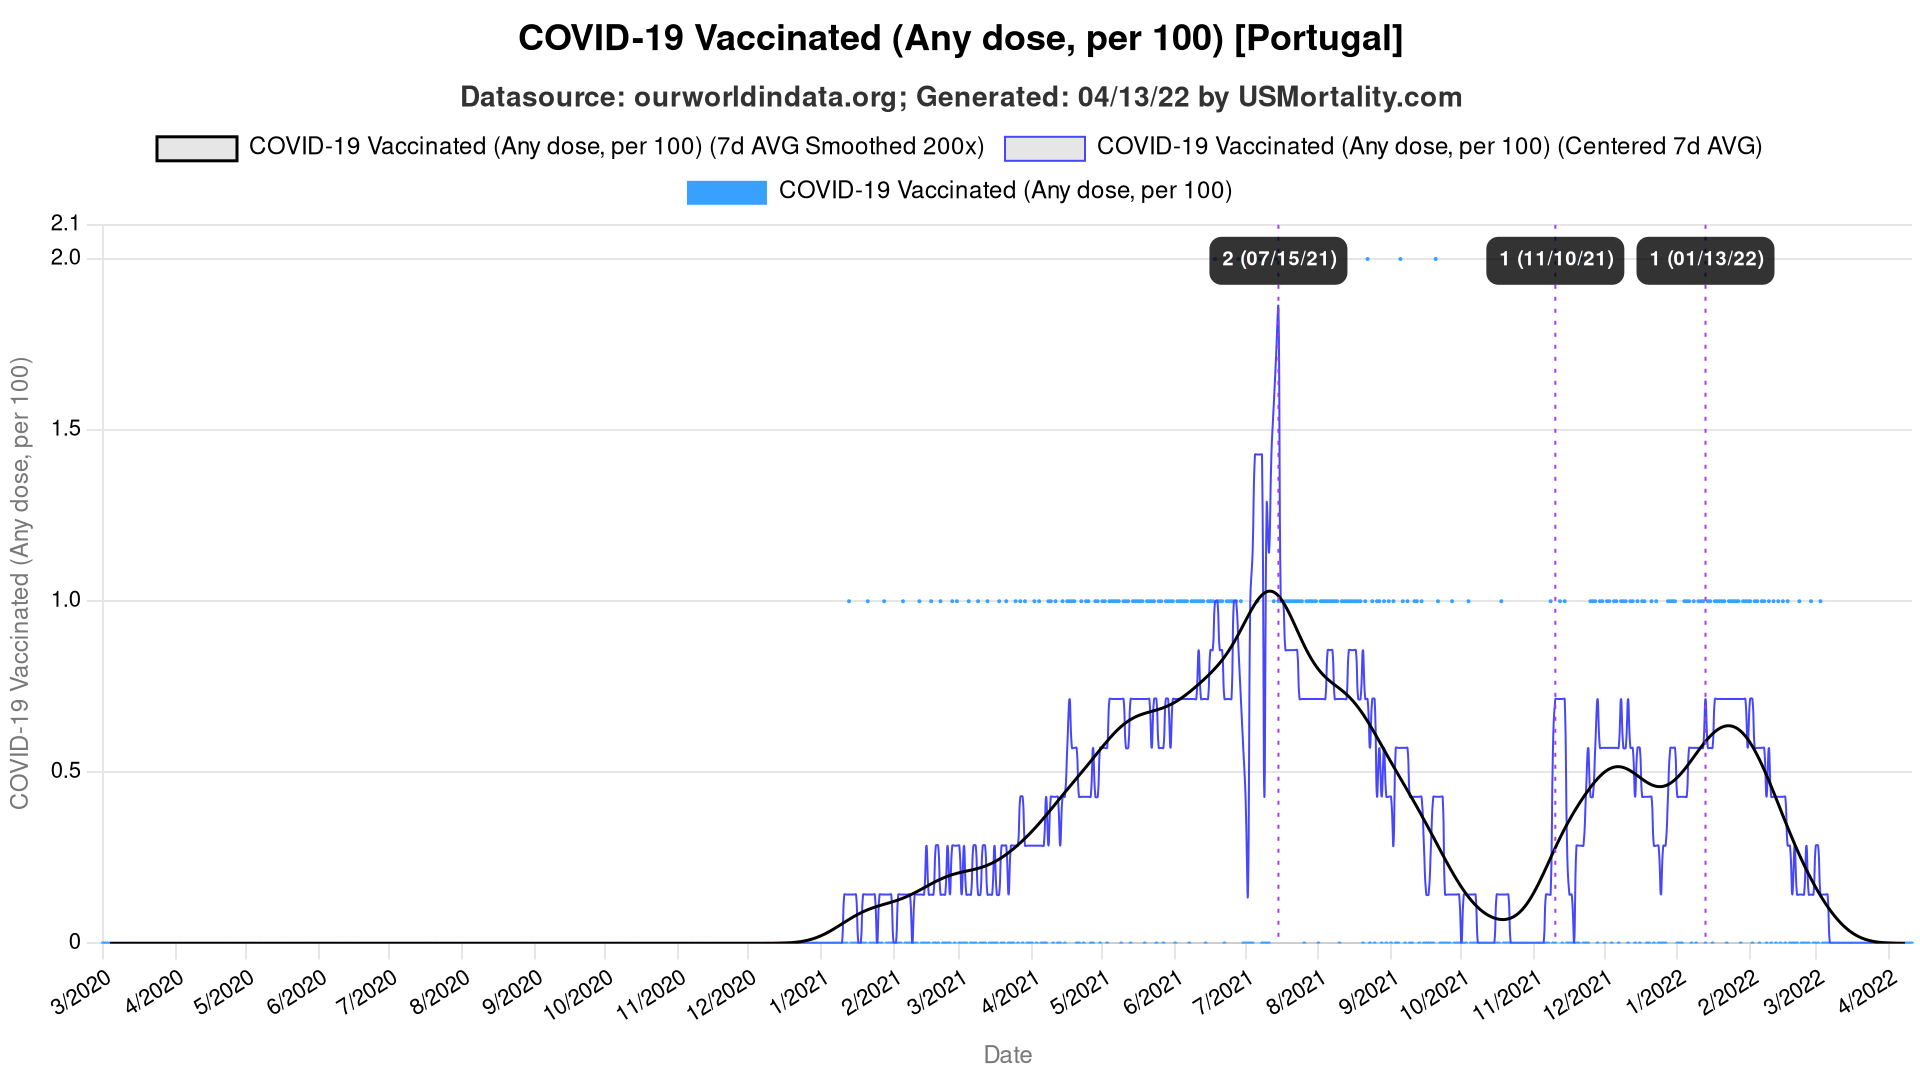 COVID-19 Vaccinated (Any dose, per 100) [Portugal]
Datasource: ourworldindata.org; Generated: 04/13/22 by USMortality.com
COVID-19 Vaccinated (Any dose, per 100) (7d AVG Smoothed 200x) COVID-19 Vaccinated (Any dose, per 100) (Centered 7d AVG)
COVID-19 Vaccinated (Any dose, per 100)
2.1
2.0
2 (07/15/21) 1 (11/10/21) 1 (01/13/22)
1.5
1.0
0.5
0
COVID-19 Vaccinated (Any dose, per 100)
3/2020 4/2020 5/2020 6/2020 7/2020 8/2020 9/2020 10/2020 11/2020 12/2020 1/2021 2/2021 3/2021 4/2021 5/2021 6/2021 7/2021 8/2021 9/2021 10/2021 11/2021 12/2021 1/2022 2/2022 3/2022 4/2022
Date